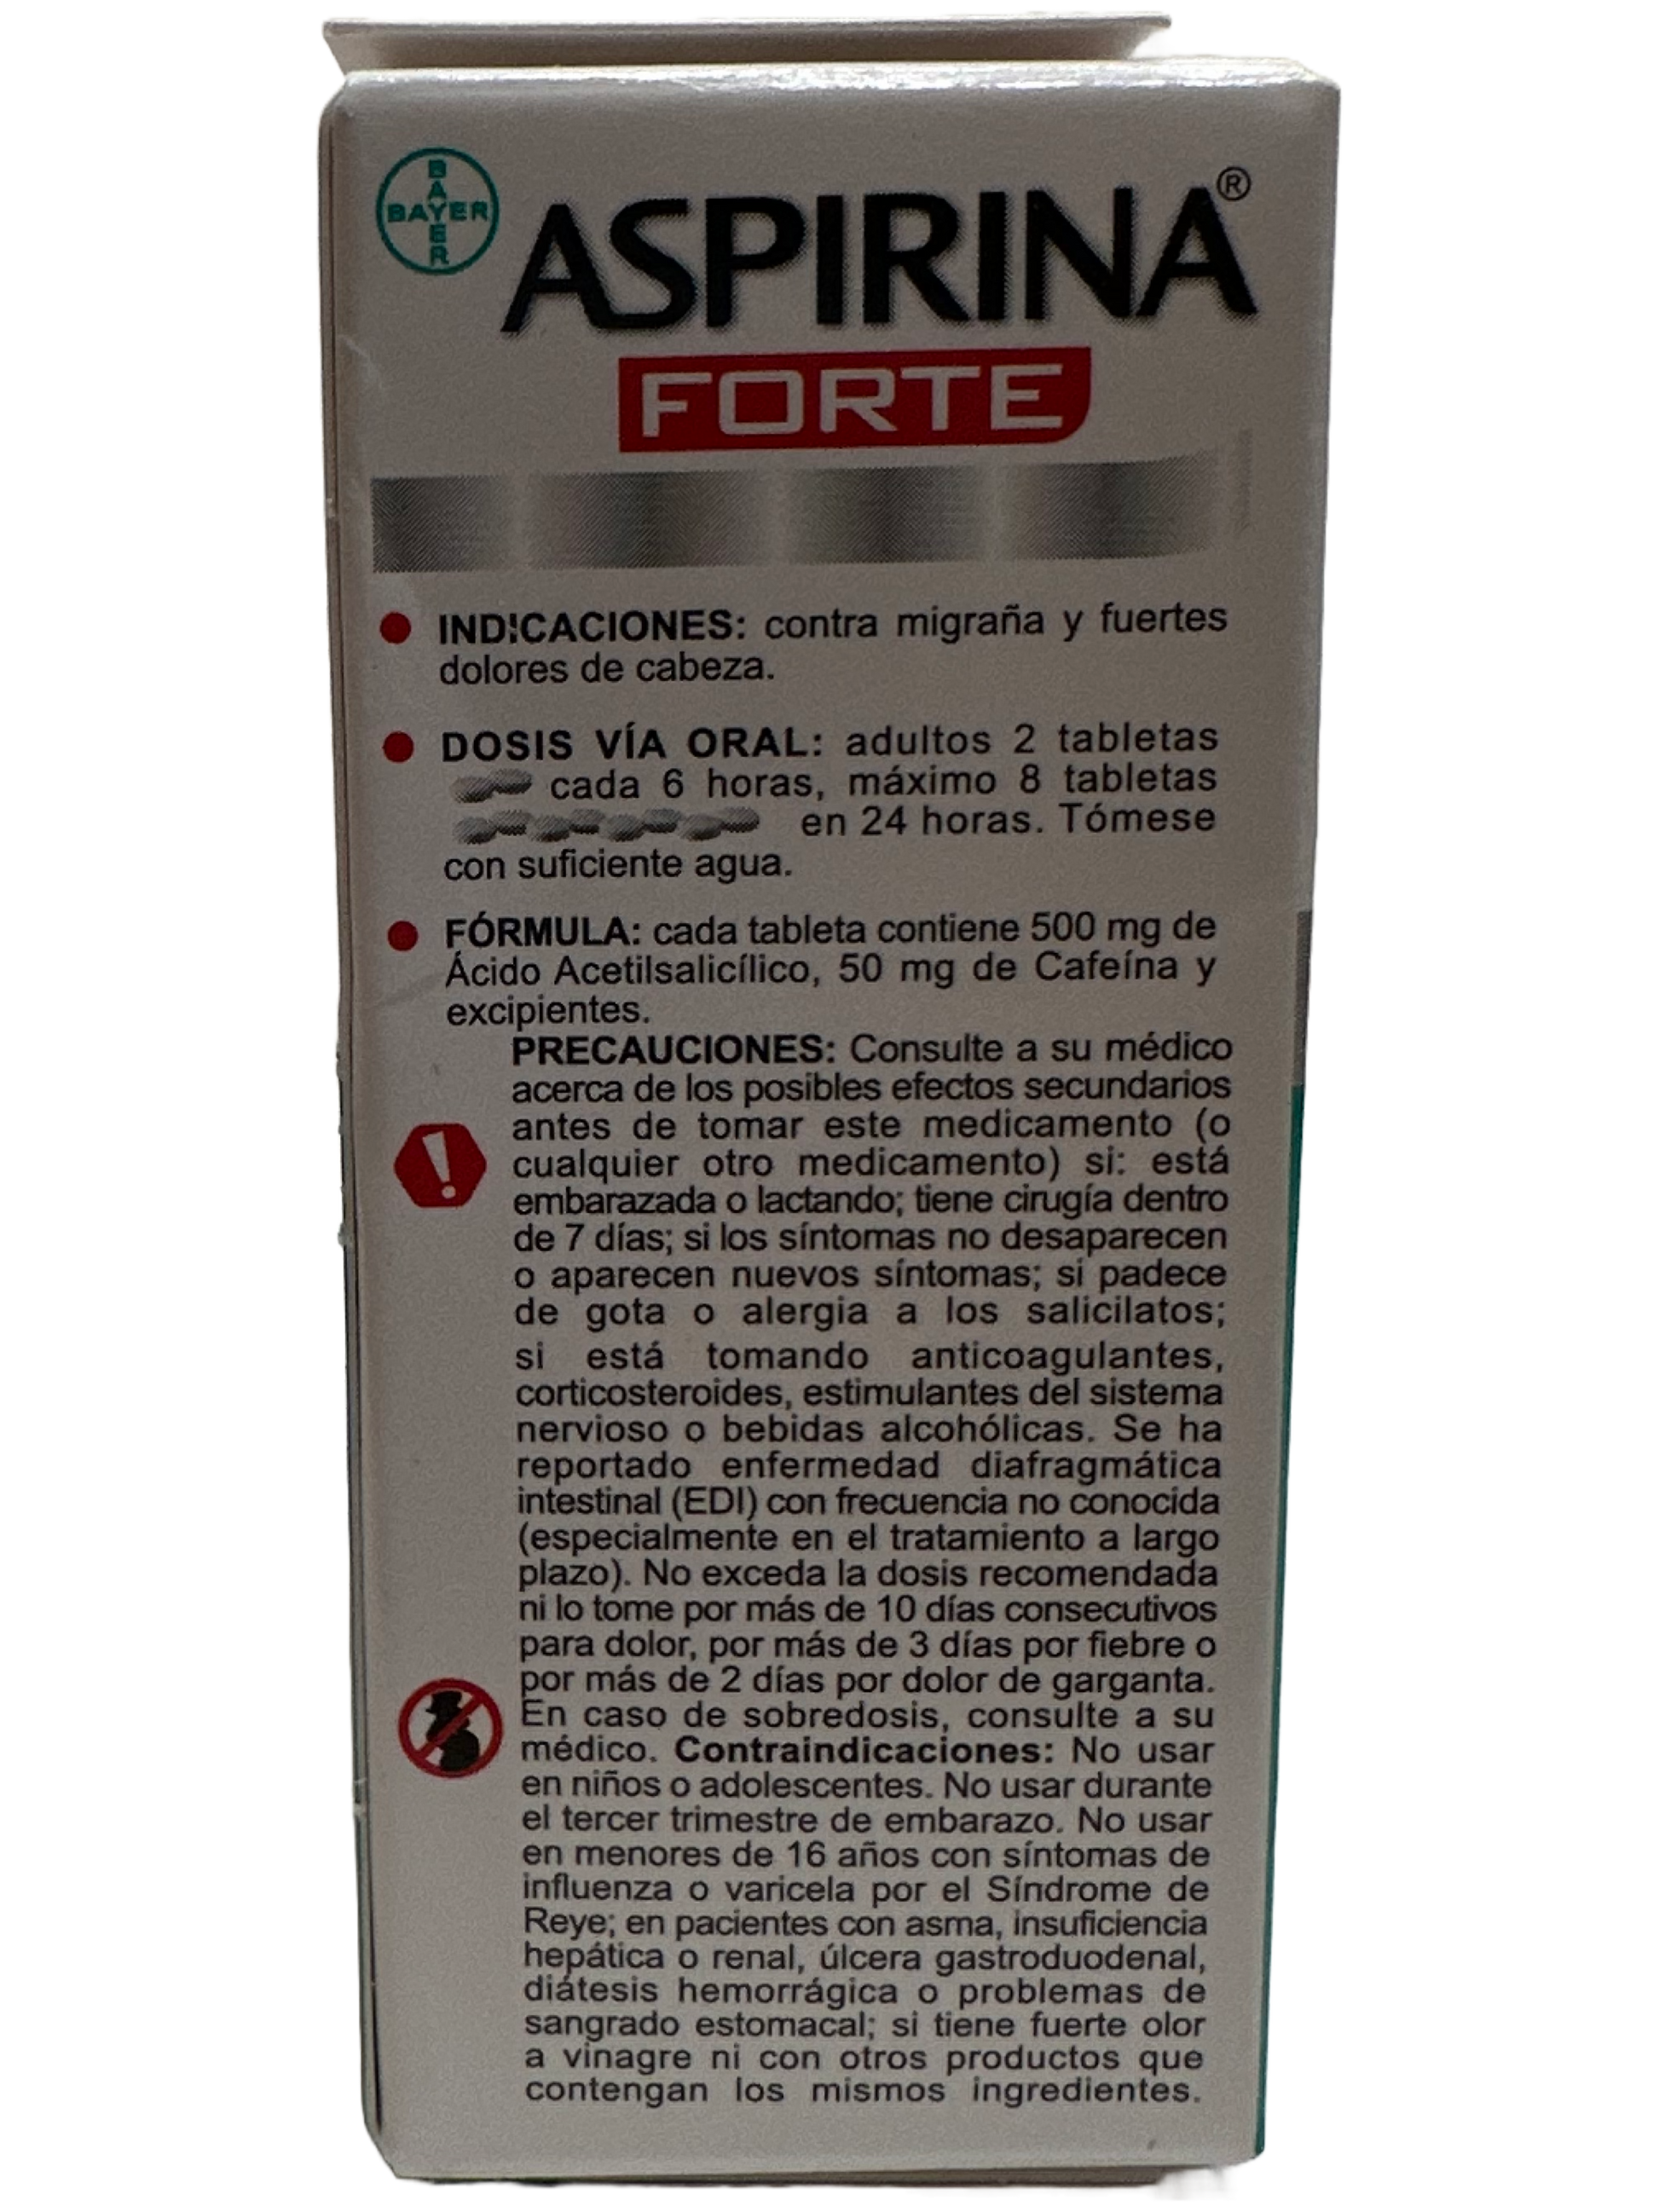 BAYER
BAYER
ASPIRINA®
FORTE
INDICACIONES: contra migraña y fuertes
dolores de cabeza.
DOSIS VÍA ORAL: adultos 2 tabletas
cada 6 horas, máximo 8 tabletas
en 24 horas. Tómese
con suficiente agua.
FÓRMULA: cada tableta contiene 500 mg de
Ácido Acetilsalicílico, 50 mg de Cafeína y
excipientes.
PRECAUCIONES: Consulte a su médico
acerca de los posibles efectos secundarios
antes de tomar este medicamento (o
cualquier otro medicamento) si: está
embarazada o lactando; tiene cirugía dentro
de 7 días; si los síntomas no desaparecen
o aparecen nuevos síntomas; si padece
de gota o alergia a los salicilatos;
si está tomando anticoagulantes,
corticosteroides, estimulantes del sistema
nervioso o bebidas alcohólicas. Se ha
reportado enfermedad diafragmática
intestinal (EDI) con frecuencia no conocida
(especialmente en el tratamiento a largo
plazo). No exceda la dosis recomendada
ni lo tome por más de 10 días consecutivos
para dolor, por más de 3 días por fiebre o
por más de 2 días por dolor de garganta.
En caso de sobredosis, consulte a su
médico. Contraindicaciones: No usar
en niños o adolescentes. No usar durante
el tercer trimestre de embarazo. No usar
en menores de 16 años con síntomas de
influenza o varicela por el Síndrome de
Reye; en pacientes con asma, insuficiencia
hepática o renal, úlcera gastroduodenal,
diátesis hemorrágica o problemas de
sangrado estomacal; si tiene fuerte olor
a vinagre ni con otros productos que
contengan los mismos ingredientes.